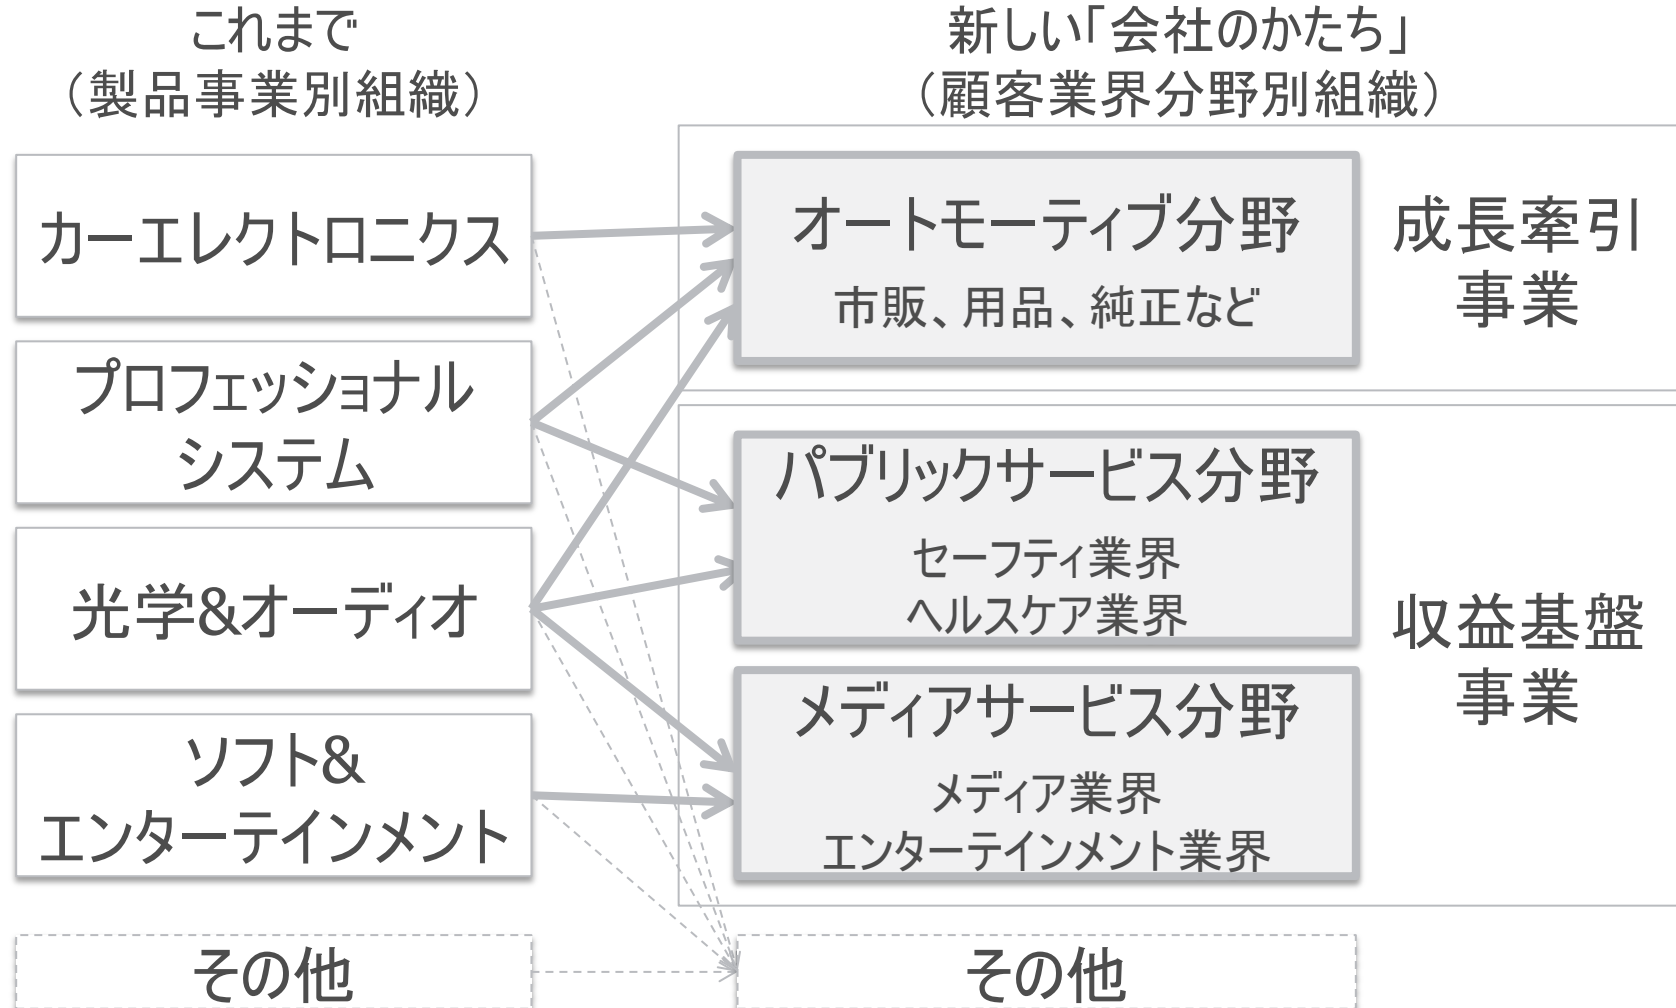 これまで
（製品事業別組織）
カーエレクトロニクス
プロフェッショナル
システム
光学&オーディオ
ソフト&
エンターテインメント
その他
新しい「会社のかたち」
（顧客業界分野別組織）
オートモーティブ分野
市販、用品、純正など
成長牽引
事業
パブリックサービス分野
セーフティ業界
ヘルスケア業界
メディアサービス分野
メディア業界
エンターテインメント業界
収益基盤
事業
その他